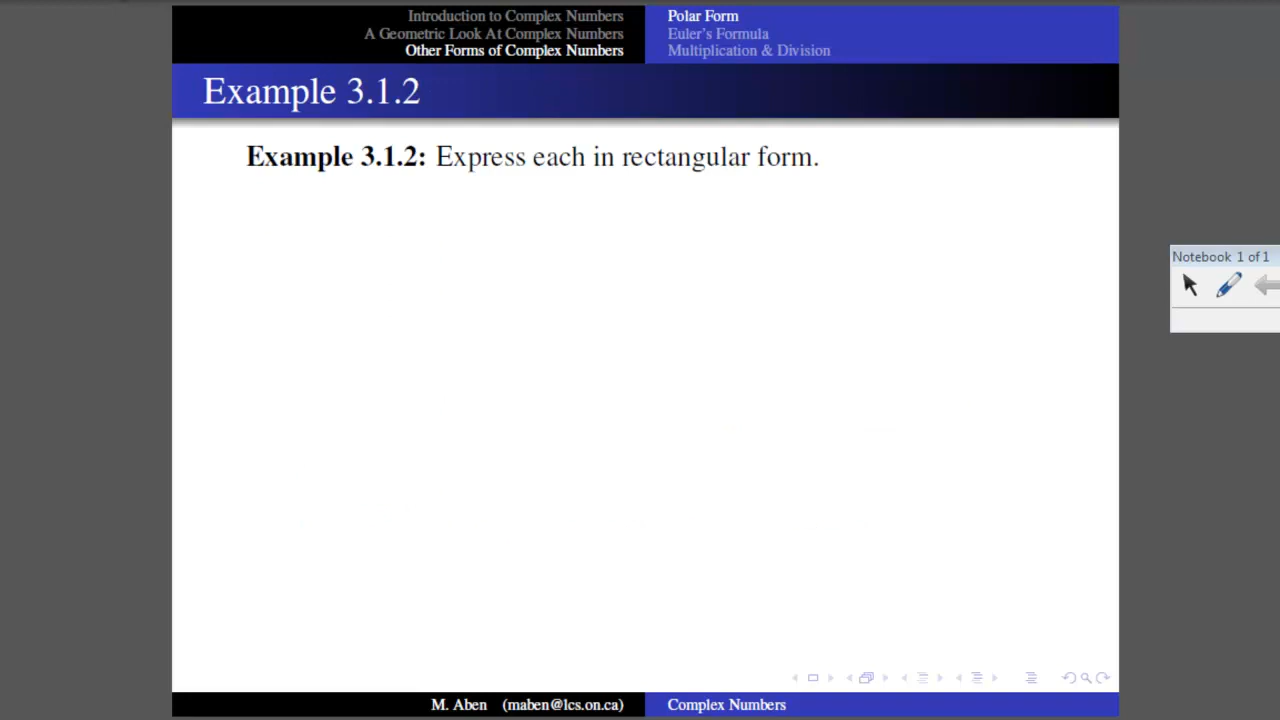 Introduction to Complex Numbers
A Geometric Look At Complex Numbers
Other Forms of Complex Numbers
Polar Form
Euler's Formula
Multiplication & Division
Example 3.1.2
Example 3.1.2: Express each in rectangular form.
Notebook 1 of 1
M. Aben (maben@lcs.on.ca)
Complex Numbers